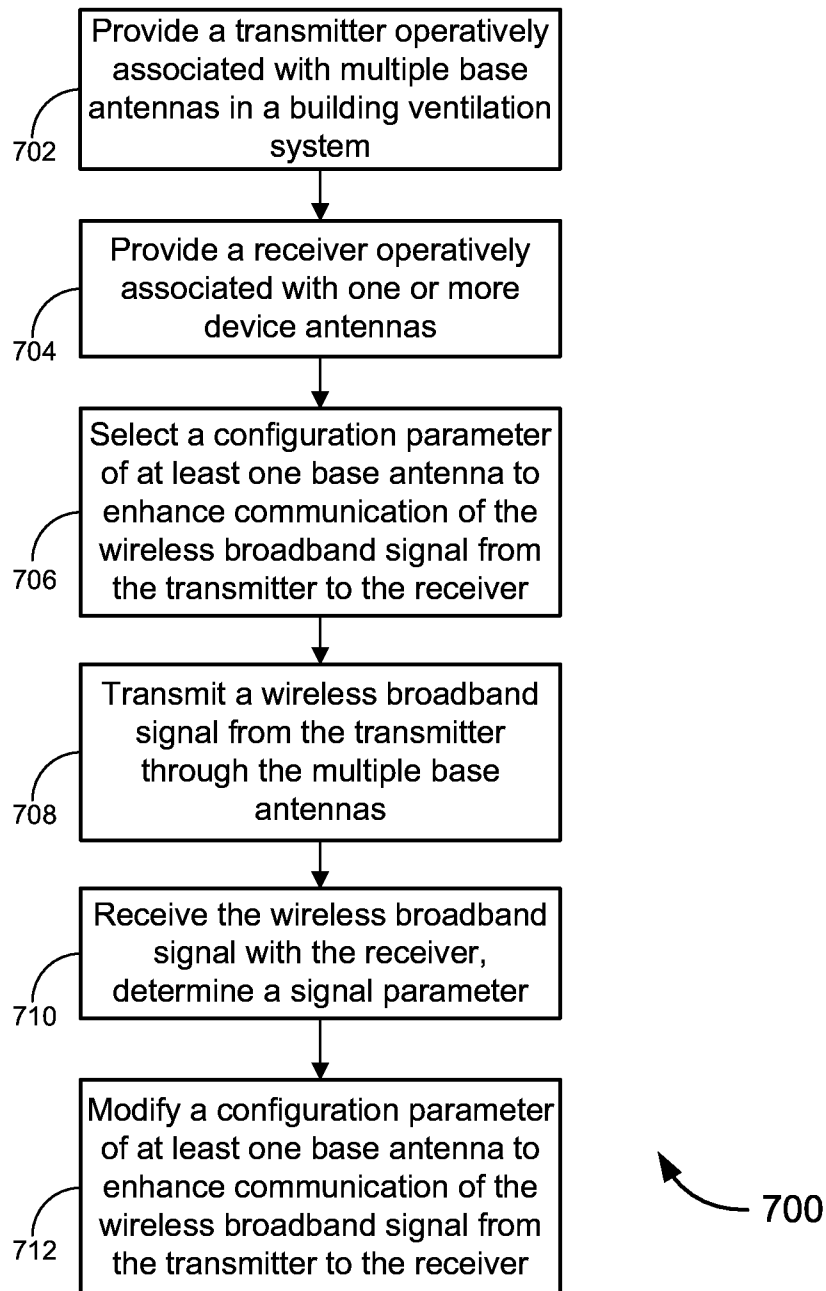 Provide a transmitter operatively
associated with multiple base
antennas in a building ventilation
system
702
Provide a receiver operatively
associated with one or more
device antennas
704
Select a configuration parameter
of at least one base antenna to
enhance communication of the
wireless broadband signal from
the transmitter to the receiver
706
Transmit a wireless broadband
signal from the transmitter
through the multiple base
antennas
708
Receive the wireless broadband
signal with the receiver,
determine a signal parameter
710
Modify a configuration parameter
of at least one base antenna to
enhance communication of the
wireless broadband signal from
the transmitter to the receiver
712
700